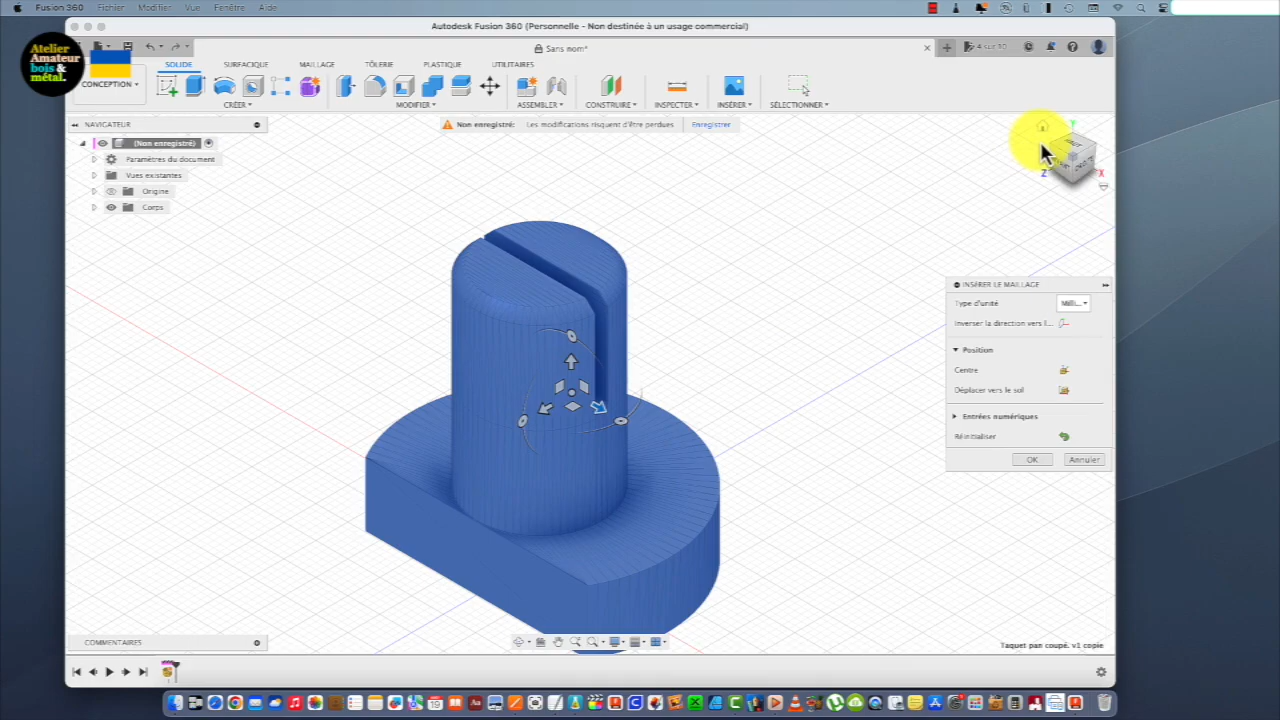 Fusion 360 Fichier Modifier Vue Fenêtre Aide
Autodesk Fusion 360 (Personnelle - Non destinée à un usage commercial)
Atelier
Amateur
bois &
métal.
Sans nom*
4 sur 10
SOLIDE SURFACIQUE MAILLAGE TÔLERIE PLASTIQUE UTILITAIRES
CONCEPTION
CRÉER MODIFIER ASSEMBLER CONSTRUIRE INSPECTER INSÉRER SÉLECTIONNER
NAVIGATEUR
Non enregistré: Les modifications risquent d'être perdues Enregistrer
(Non enregistré)
Paramètres du document
Vues existantes
Origine
Corps
Y
Z
X
INSÉRER LE MAILLAGE
Type d'unité Milli...
Inverser la direction vers l...
Position
Centre
Déplacer vers le sol
Entrées numériques
Réinitialiser
OK Annuler
COMMENTAIRES
Taquet pan coupé. v1 copie